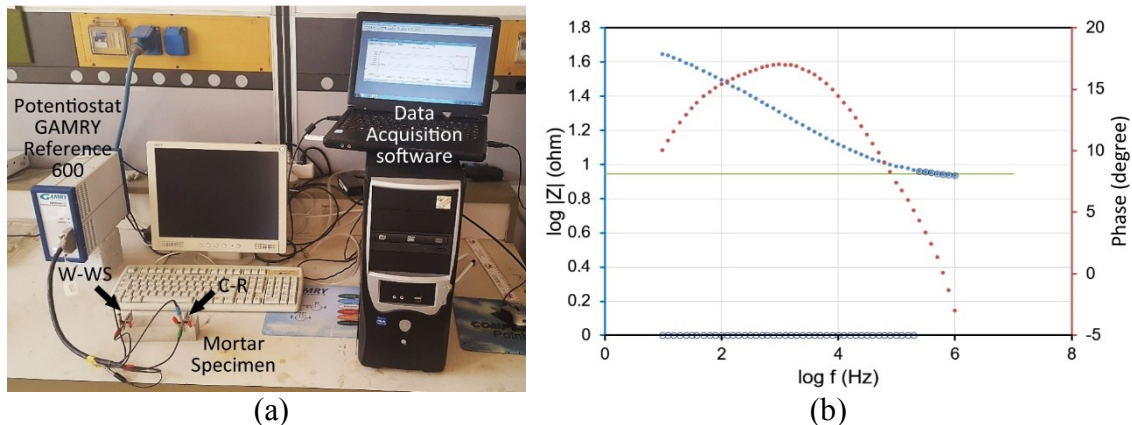 Potentiostat
GAMRY
Reference
600
GAMRY
W-WS
C-R
Mortar
Specimen
Data
Acquisition
software
GAMRY
(a)
log |Z| (ohm)
1.8
1.6
1.4
1.2
1
0.8
0.6
0.4
0.2
0
0
2
4
6
8
log f (Hz)
20
15
10
5
0
-5
Phase (degree)
(b)